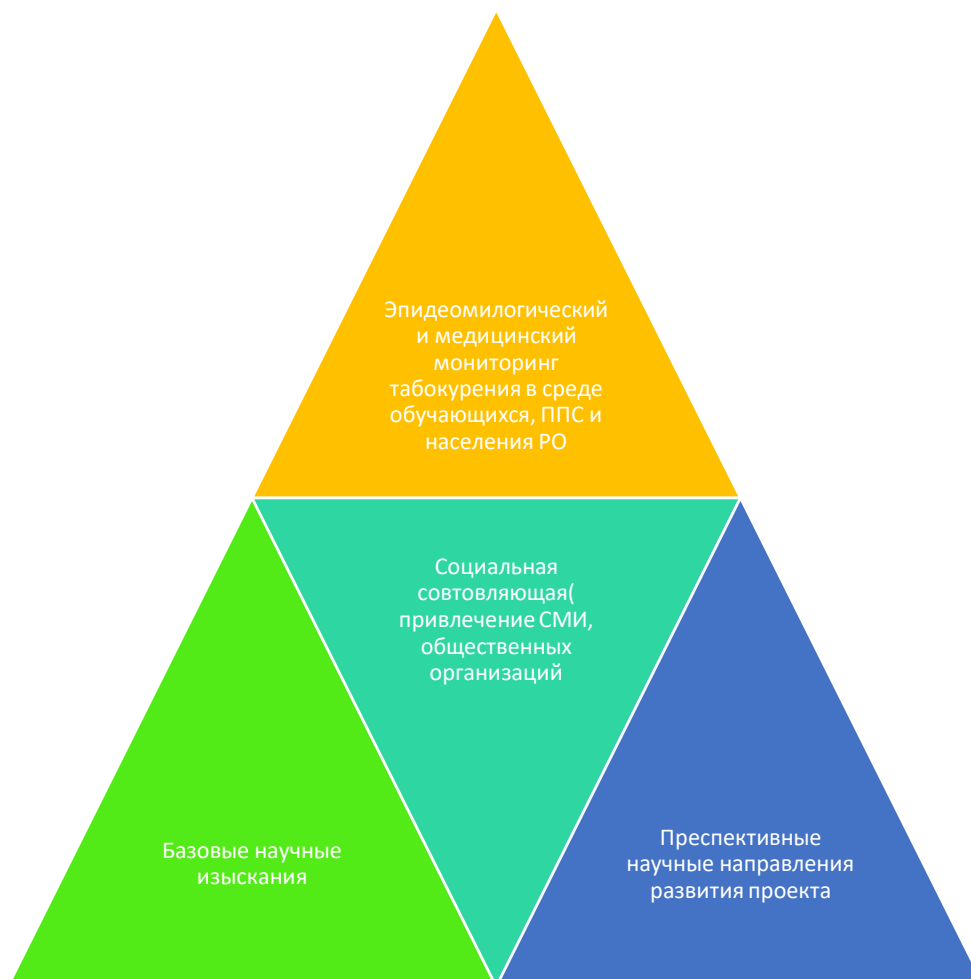 Эпидеомилогический
и медицинский
мониторинг
табокурения в среде
обучающихся, ППС и
населения РО
Социальная
совтовляющая(
привлечение СМИ,
общественных
организаций
Базовые научные
изыскания
Преспективные
научные направления
развития проекта